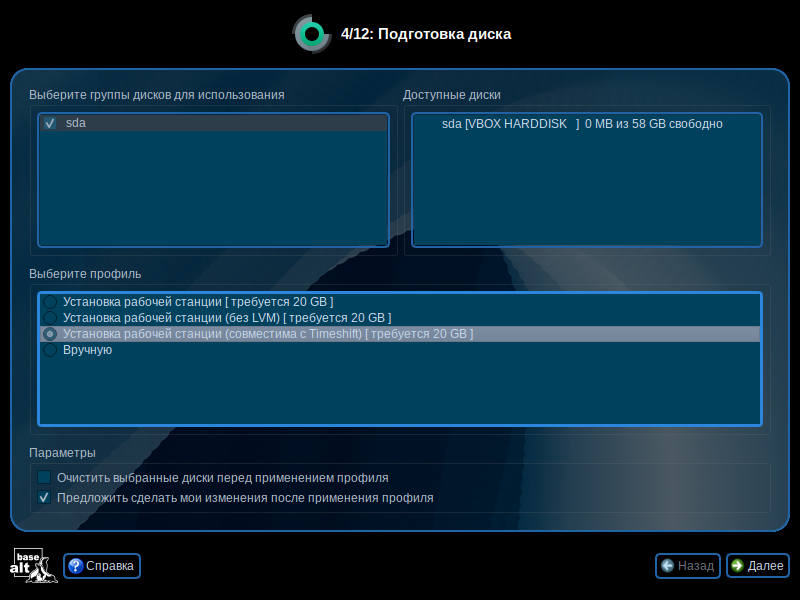 4/12: Подготовка диска
Выберите группы дисков для использования
Доступные диски
sda
sda [VBOX HARDDISK   ]  0 MB из 58 GB свободно
Выберите профиль
Установка рабочей станции [ требуется 20 GB ]
Установка рабочей станции (без LVM) [ требуется 20 GB ]
Установка рабочей станции (совместима с Timeshift) [ требуется 20 GB ]
Вручную
Параметры
Очистить выбранные диски перед применением профиля
Предложить сделать мои изменения после применения профиля
base
alt
Справка
Назад
Далее